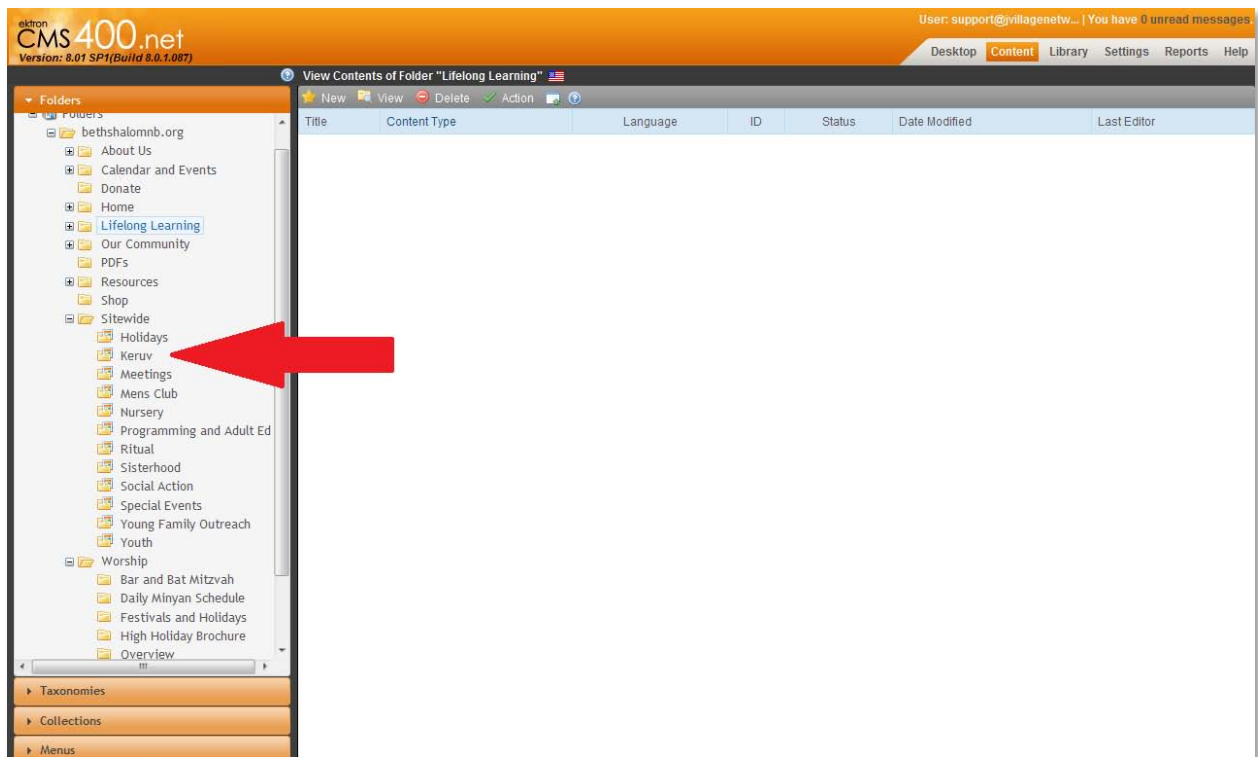 ektron
CMS400.net
Version: 8.01 SP1(Build 8.0.1.087)
User: support@jvillagenetw... | You have 0 unread messages
Desktop Content Library Settings Reports Help
View Contents of Folder "Lifelong Learning"
Folders
New View Delete Action
Title Content Type Language ID Status Date Modified Last Editor
Folders
bethshalomnb.org
About Us
Calendar and Events
Donate
Home
Lifelong Learning
Our Community
PDFs
Resources
Shop
Sitewide
Holidays
Keruv
Meetings
Mens Club
Nursery
Programming and Adult Ed
Ritual
Sisterhood
Social Action
Special Events
Young Family Outreach
Youth
Worship
Bar and Bat Mitzvah
Daily Minyan Schedule
Festivals and Holidays
High Holiday Brochure
Overview
Taxonomies
Collections
Menus